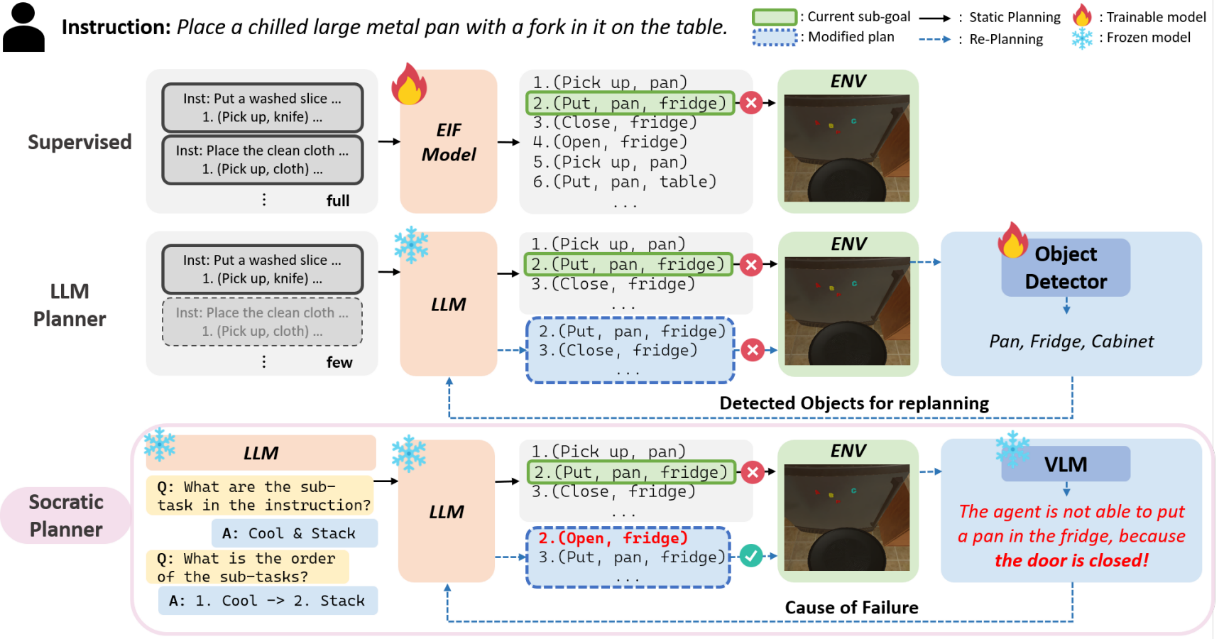 Instruction: Place a chilled large metal pan with a fork in it on the table.
: Current sub-goal
: Static Planning
: Trainable model
: Modified plan
: Re-Planning
: Frozen model
Supervised
Inst: Put a washed slice ...
1. (Pick up, knife) ...
Inst: Place the clean cloth ...
1. (Pick up, cloth) ...
⋮
full
EIF
Model
1.(Pick up, pan)
2.(Put, pan, fridge)
3.(Close, fridge)
4.(Open, fridge)
5.(Pick up, pan)
6.(Put, pan, table)
...
ENV
LLM
Planner
Inst: Put a washed slice ...
1. (Pick up, knife) ...
Inst: Place the clean cloth ...
1. (Pick up, cloth) ...
⋮
few
LLM
1.(Pick up, pan)
2.(Put, pan, fridge)
3.(Close, fridge)
...
2.(Put, pan, fridge)
3.(Close, fridge)
...
ENV
Object
Detector
Pan, Fridge, Cabinet
Detected Objects for replanning
Socratic
Planner
LLM
Q: What are the sub-
task in the instruction?
A: Cool & Stack
Q: What is the order
of the sub-tasks?
A: 1. Cool -> 2. Stack
LLM
1.(Pick up, pan)
2.(Put, pan, fridge)
3.(Close, fridge)
...
2.(Open, fridge)
3.(Put, pan, fridge)
...
ENV
VLM
The agent is not able to put
a pan in the fridge, because
the door is closed!
Cause of Failure